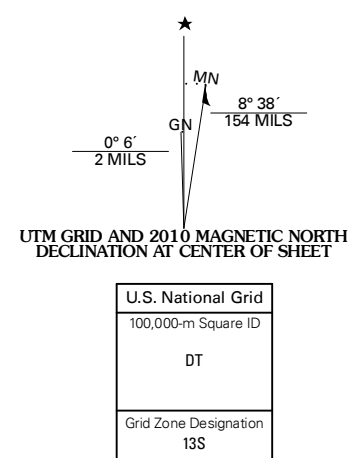 ★
MN
8° 38´
154 MILS
GN
0° 6´
2 MILS
UTM GRID AND 2010 MAGNETIC NORTH
DECLINATION AT CENTER OF SHEET
U.S. National Grid
100,000-m Square ID
DT
Grid Zone Designation
13S